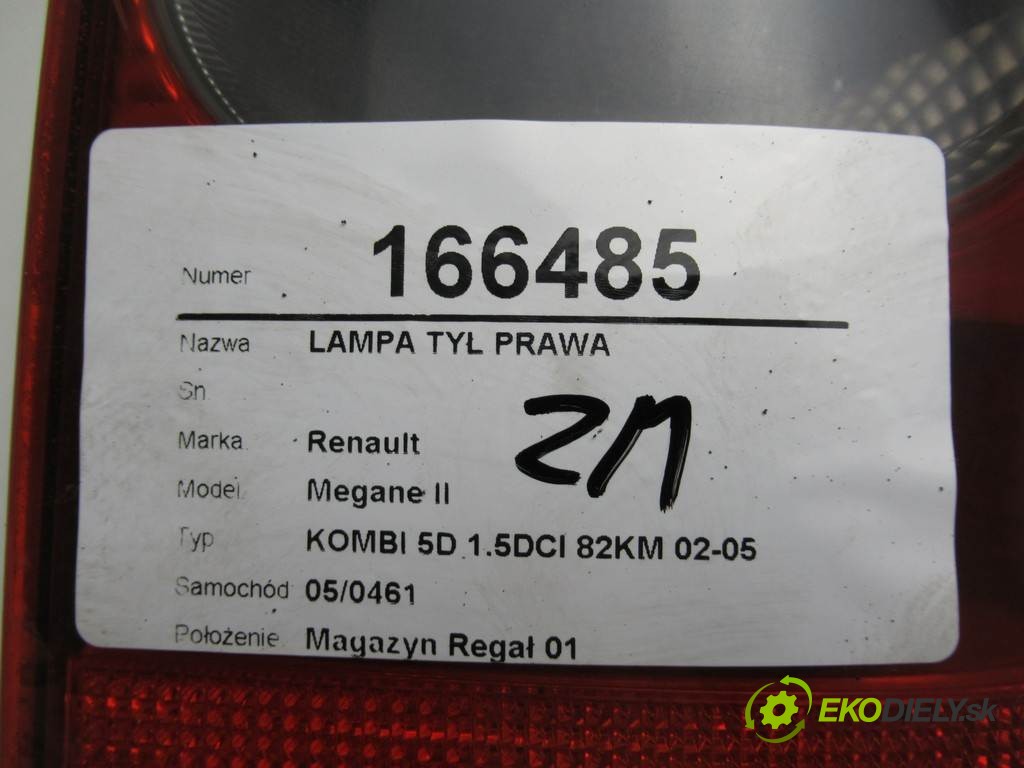 Numer 166485
Nazwa LAMPA TYŁ PRAWA
Sn
Marka Renault
Model Megane II
Typ KOMBI 5D 1.5DCI 82KM 02-05
Samochód 05/0461
Położenie Magazyn Regał 01
ZM
EKODIELY.sk